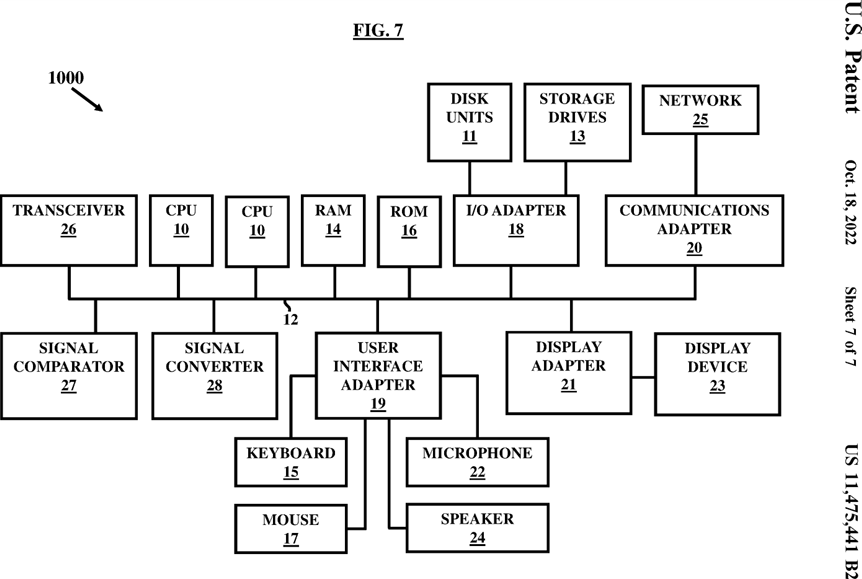 FIG. 7
1000
DISK
UNITS
11
STORAGE
DRIVES
13
NETWORK
25
TRANSCEIVER
26
CPU
10
CPU
10
RAM
14
ROM
16
I/O ADAPTER
18
COMMUNICATIONS
ADAPTER
20
12
SIGNAL
COMPARATOR
27
SIGNAL
CONVERTER
28
USER
INTERFACE
ADAPTER
19
DISPLAY
ADAPTER
21
DISPLAY
DEVICE
23
KEYBOARD
15
MICROPHONE
22
MOUSE
17
SPEAKER
24
U.S. Patent Oct. 18, 2022 Sheet 7 of 7 US 11,475,441 B2